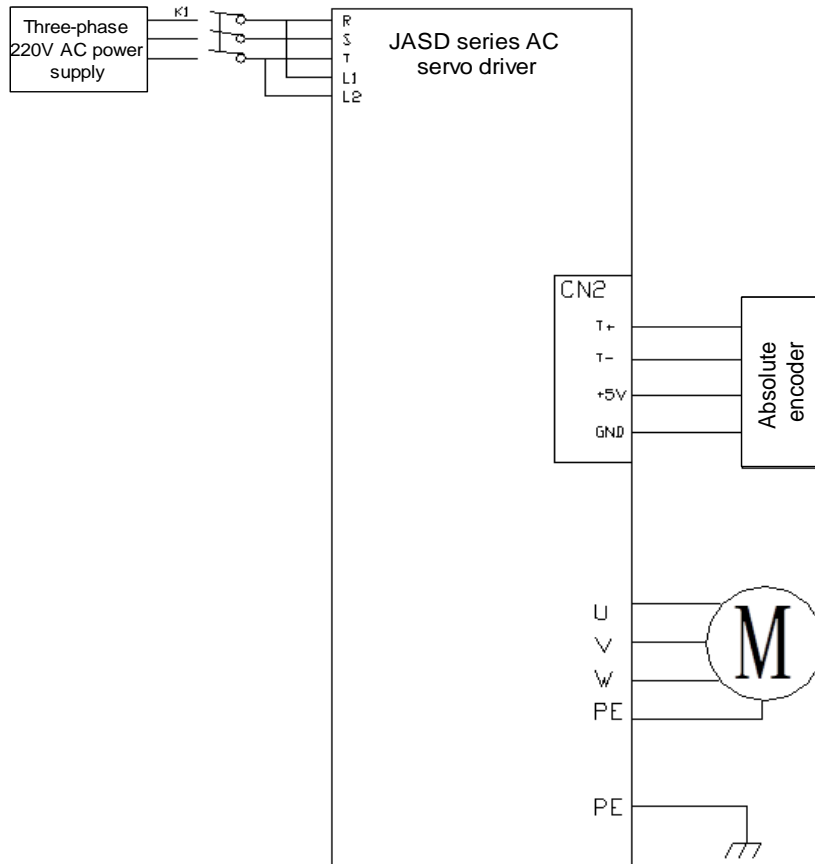 Three-phase
220V AC power
supply
K1
R
S
T
L1
L2
JASD series AC
servo driver
CN2
T+
T-
+5V
GND
Absolute
encoder
U
V
W
PE
M
PE